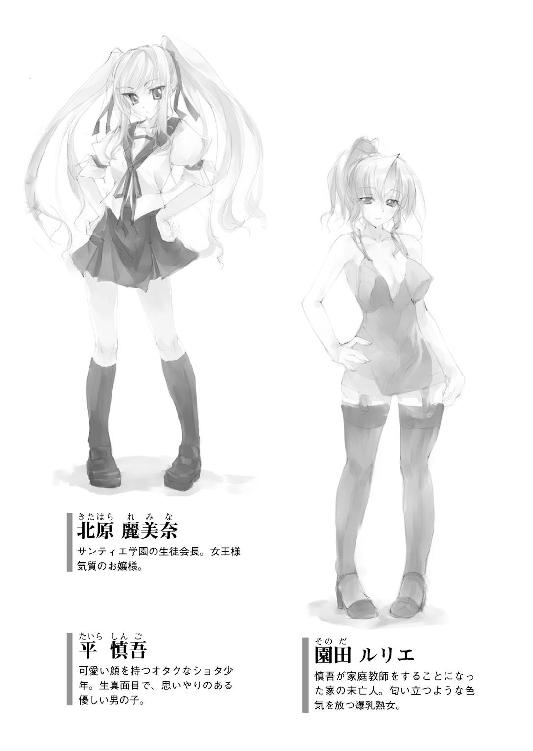 きたはら れみな
北原 麗美奈
サンティエ学園の生徒会長。女王様
気質のお嬢様。
たいら しんご
平 慎吾
可愛い顔を持つオタクなショタ少
年。生真面目で、思いやりのある
優しい男の子。
そのだ
園田 ルリエ
慎吾が家庭教師をすることになっ
た家の未亡人。匂い立つような色
気を放つ爆乳熟女。